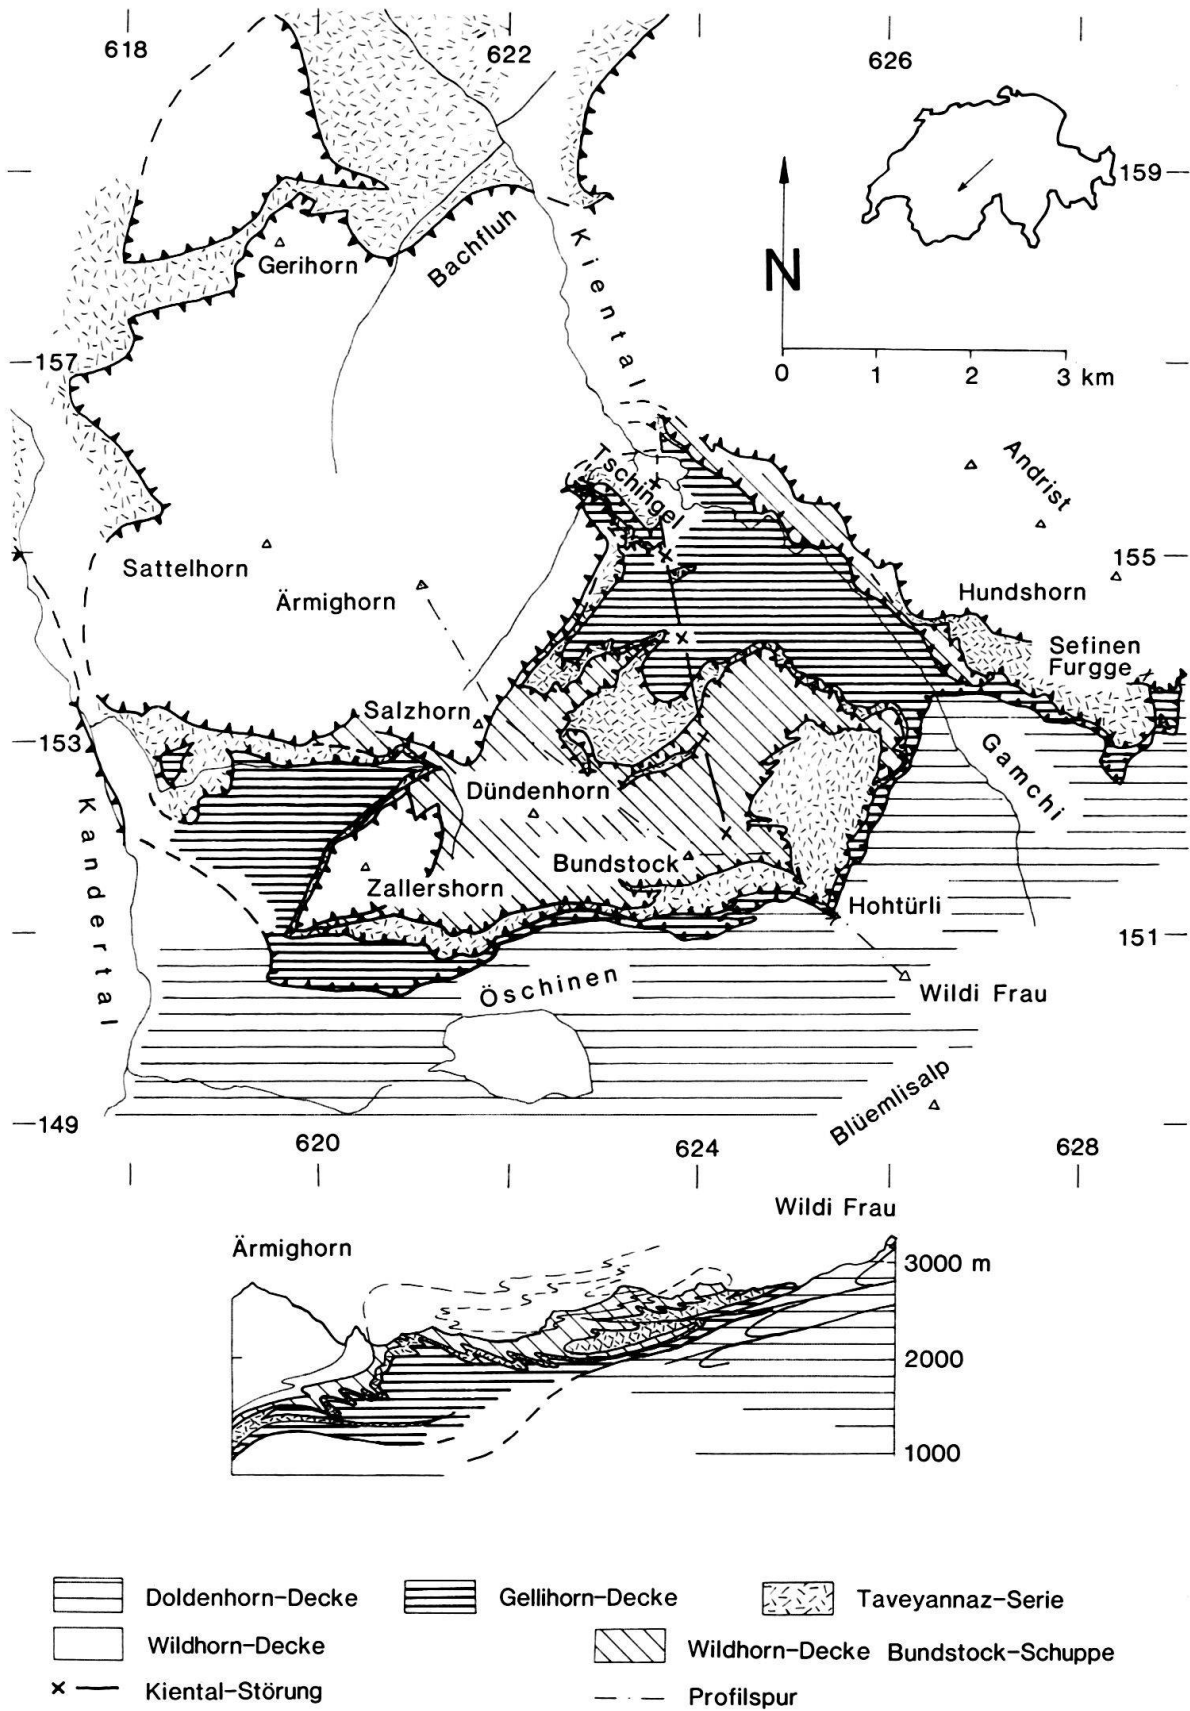 618
622
626
159
Gerihorn
Bachfluh
Kiental
N
157
0 1 2 3 km
Tschingel
Andrist
Sattelhorn
Ärmighorn
155
Hundshorn
Sefinen
Furgge
Salzhorn
153
Gamchi
Dündenhorn
Kandertal
Bundstock
Zallershorn
Hohtürli
151
Öschinen
Wildi Frau
Blüemlisalp
149
620
624
628
Wildi Frau
Ärmighorn
3000 m
2000
1000
Doldenhorn-Decke
Gellihorn-Decke
Taveyannaz-Serie
Wildhorn-Decke
Wildhorn-Decke Bundstock-Schuppe
Kiental-Störung
Profilspur